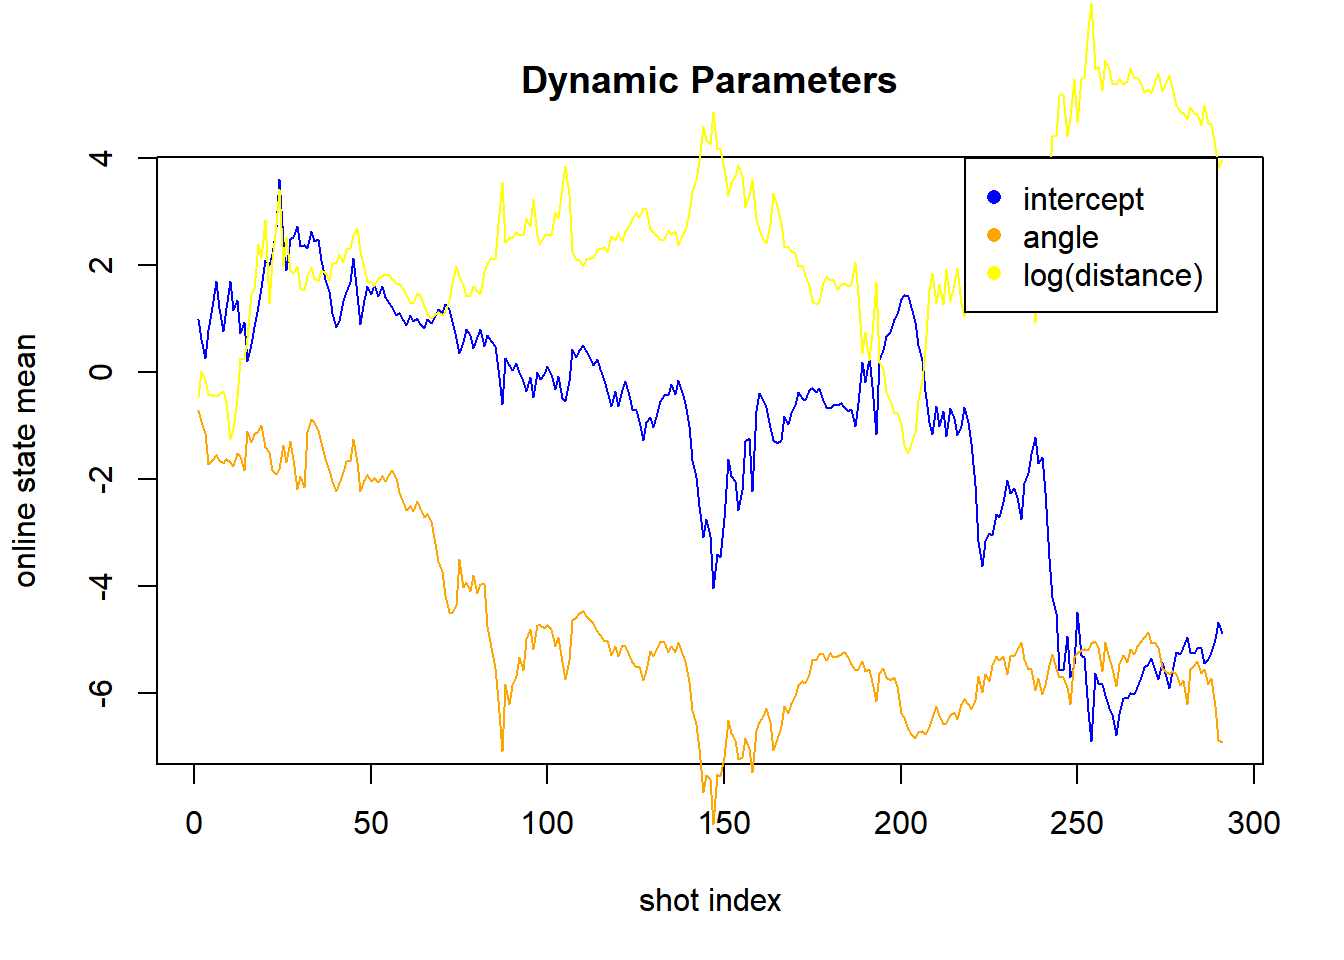 Dynamic Parameters
4
2
0
-2
-4
-6
online state mean
intercept
angle
log(distance)
0 50 100 150 200 250 300
shot index